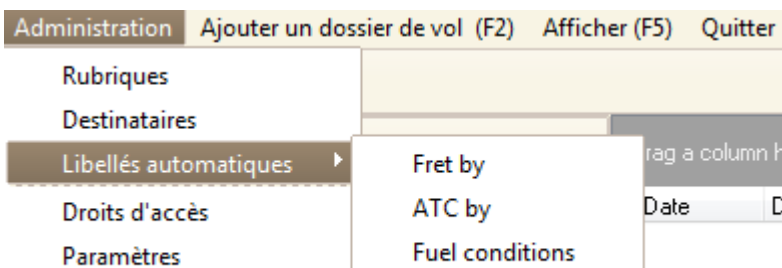 Administration Ajouter un dossier de vol (F2) Afficher (F5) Quitter
Rubriques
Destinataires
Libellés automatiques
Fret by
rag a column h
Droits d'accès
ATC by
Date
Paramètres
Fuel conditions